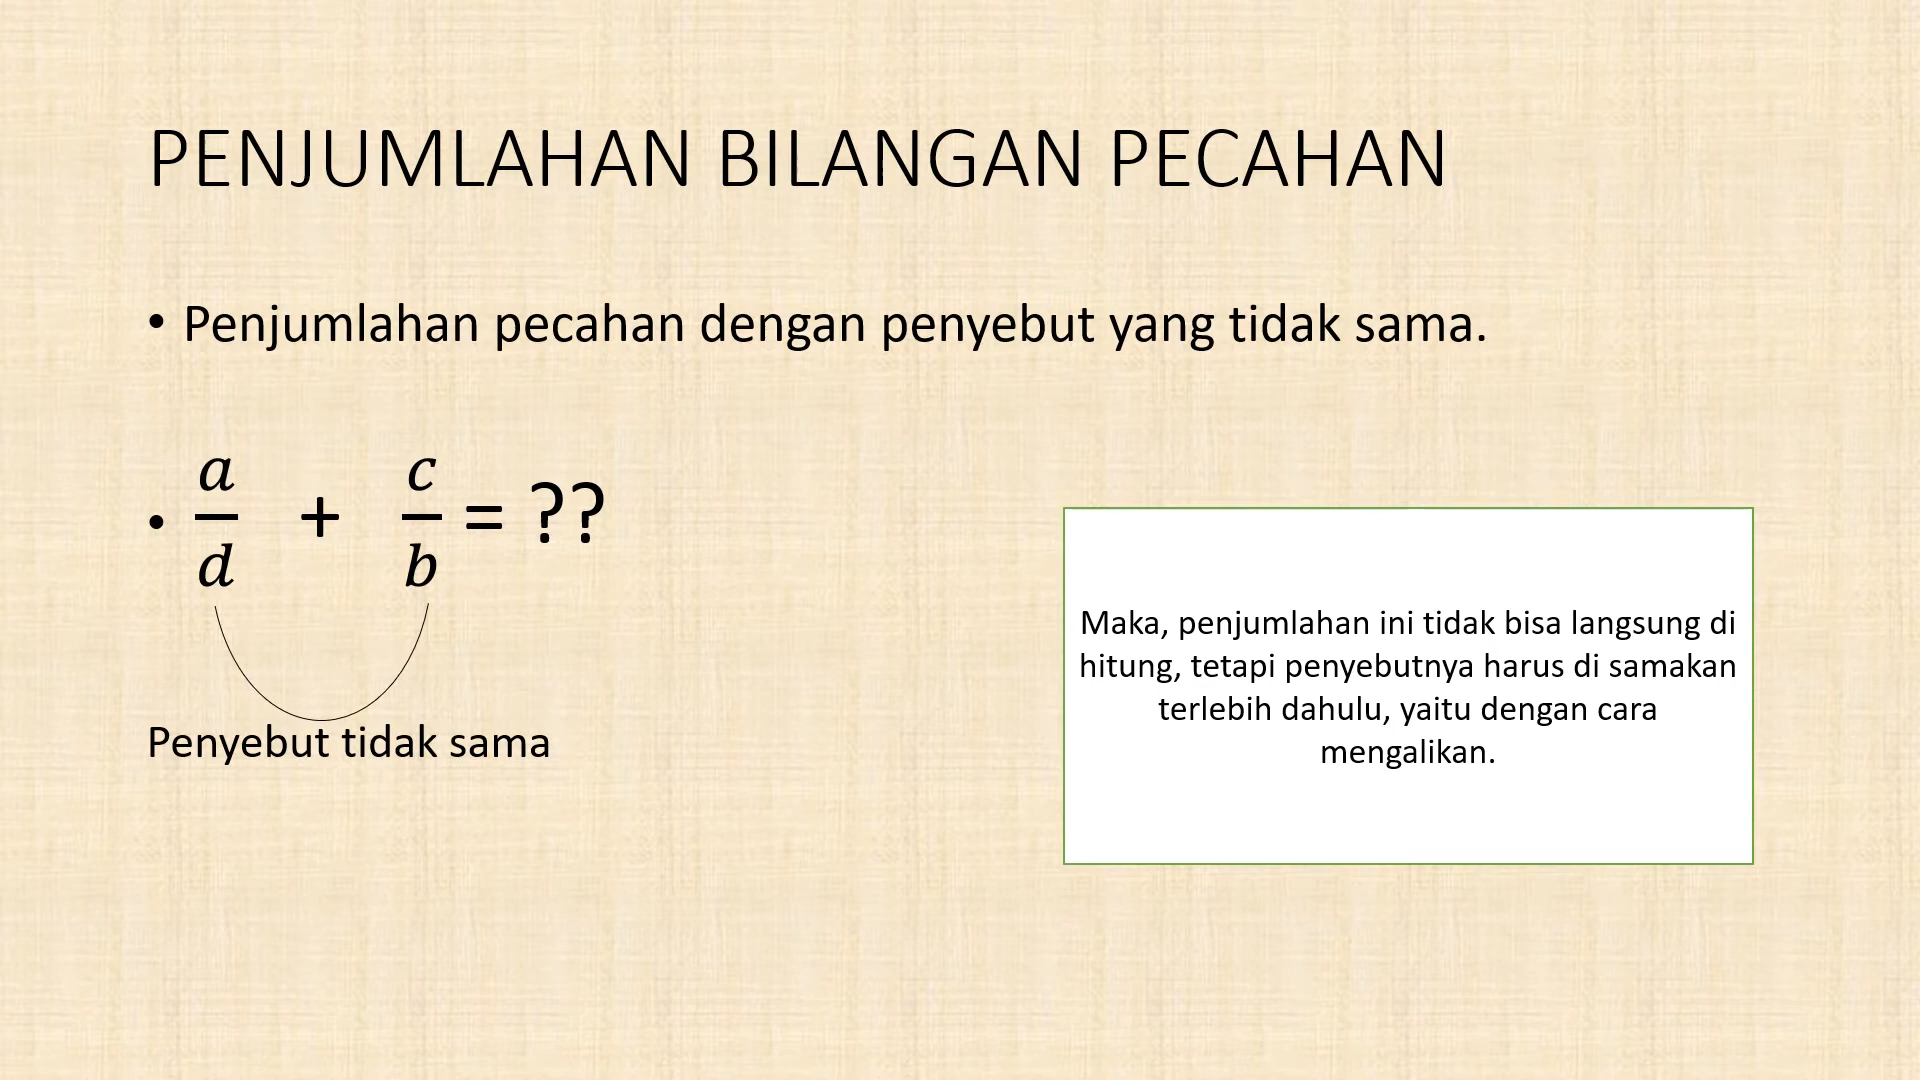 PENJUMLAHAN BILANGAN PECAHAN
• Penjumlahan pecahan dengan penyebut yang tidak sama.
• a/d + c/b = ??
Penyebut tidak sama
Maka, penjumlahan ini tidak bisa langsung di
hitung, tetapi penyebutnya harus di samakan
terlebih dahulu, yaitu dengan cara
mengalikan.